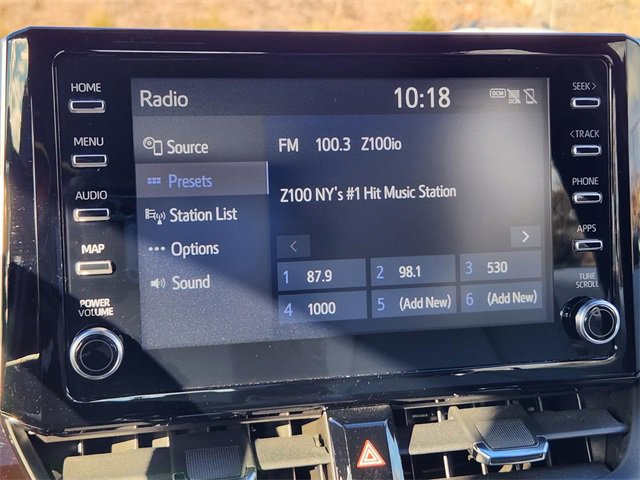 HOME
MENU
AUDIO
MAP
POWER
VOLUME
Radio
10:18
DCM
DCM
Source
Presets
Station List
Options
Sound
FM 100.3 Z100io
Z100 NY's #1 Hit Music Station
<
>
1 87.9
2 98.1
3 530
4 1000
5 (Add New)
6 (Add New)
SEEK >
< TRACK
PHONE
APPS
TUNE
SCROLL